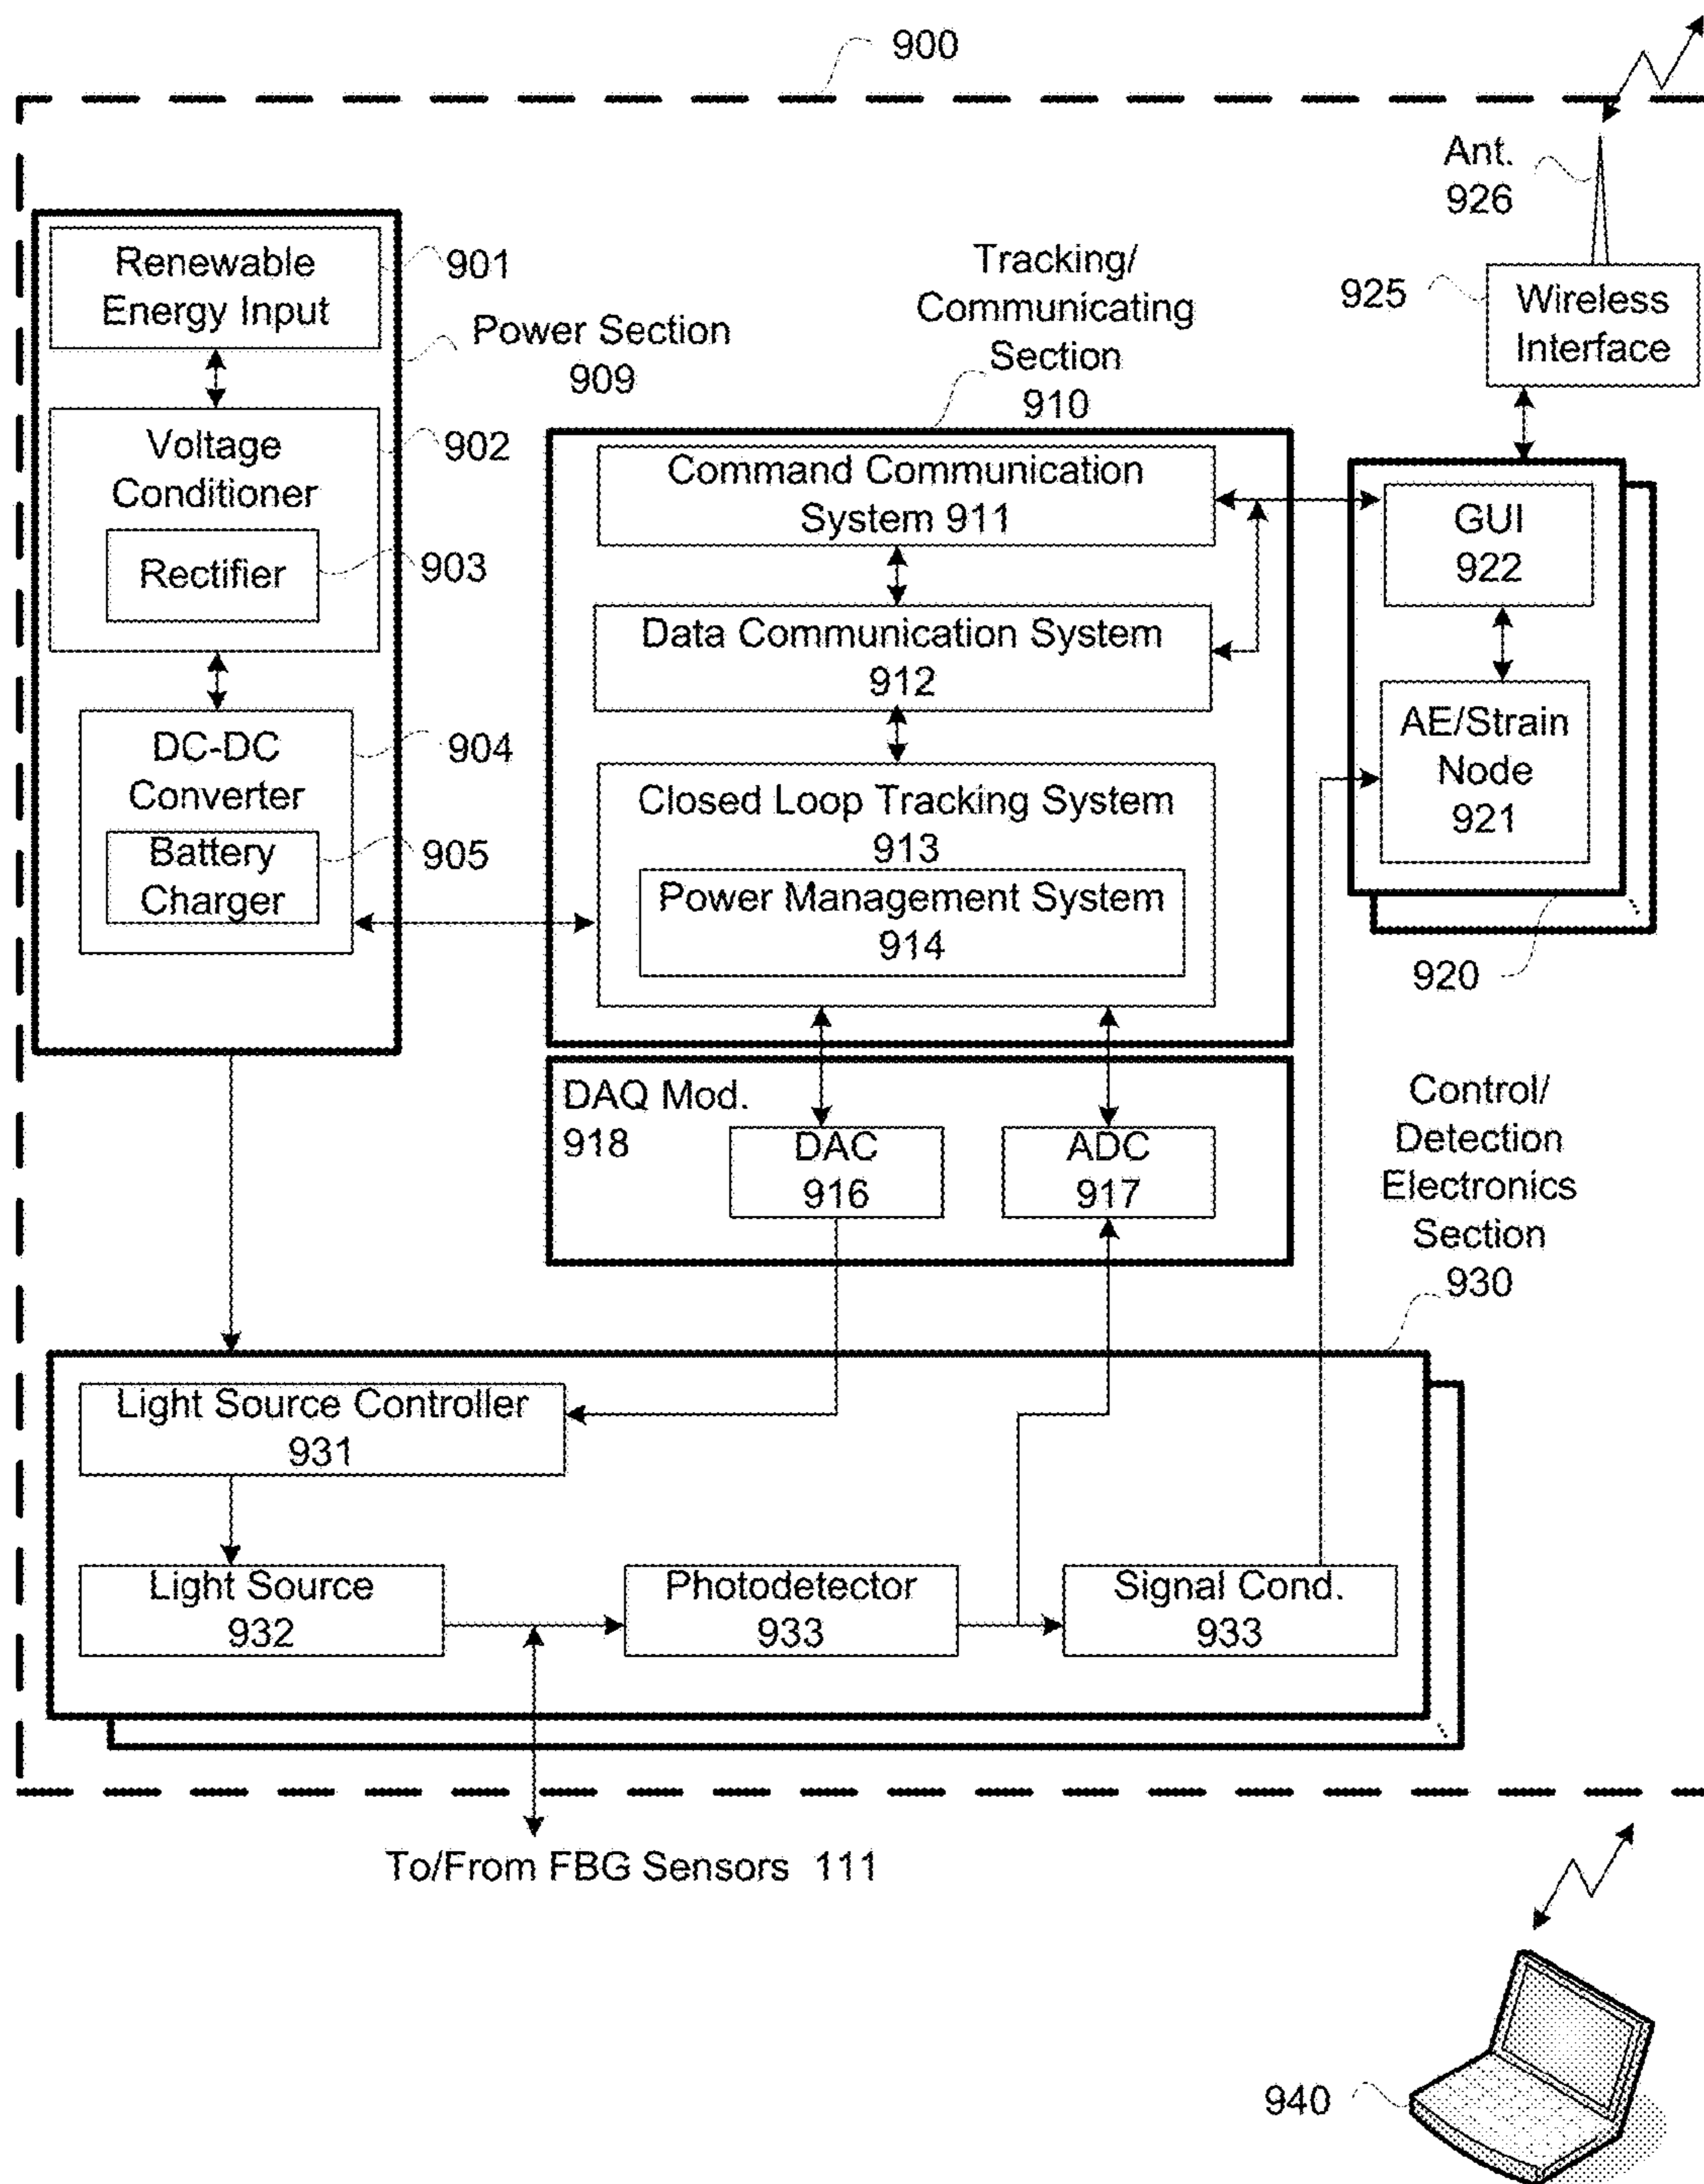 900
Ant.
926
Renewable
Energy Input
901
Power Section
909
Voltage
Conditioner
902
Rectifier
903
DC-DC
Converter
904
Battery
Charger
905
Tracking/
Communicating
Section
910
925
Wireless
Interface
Command Communication
System 911
Data Communication System
912
Closed Loop Tracking System
913
Power Management System
914
GUI
922
AE/Strain
Node
921
920
DAQ Mod.
918
DAC
916
ADC
917
Control/
Detection
Electronics
Section
930
Light Source Controller
931
Light Source
932
Photodetector
933
Signal Cond.
933
To/From FBG Sensors 111
940